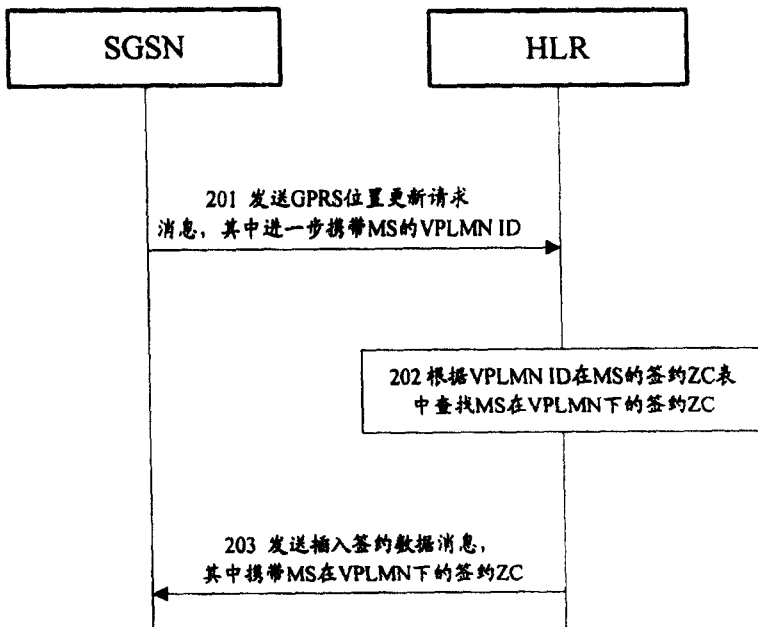 SGSN
HLR
201 发送GPRS位置更新请求
消息，其中进一步携带MS的VPLMN ID
202 根据VPLMN ID在MS的签约ZC表
中查找MS在VPLMN下的签约ZC
203 发送插入签约数据消息，
其中携带MS在VPLMN下的签约ZC